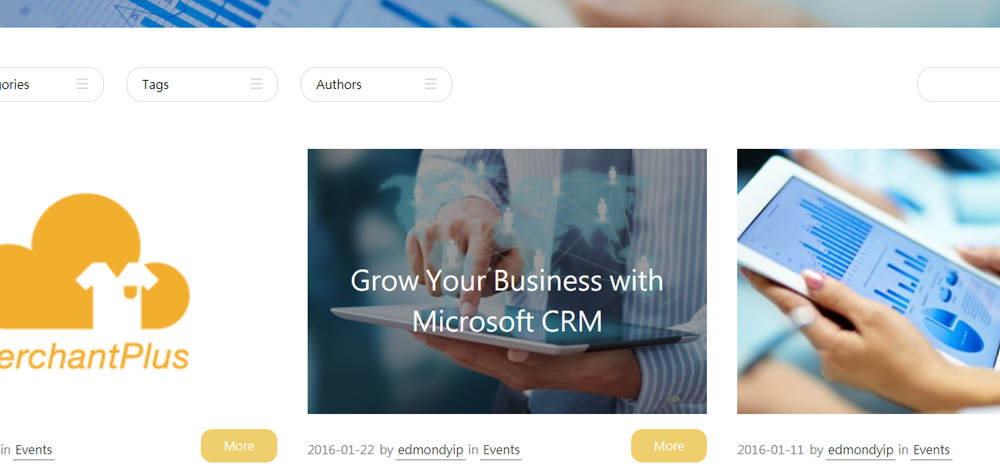 ories
Tags
Authors
Grow Your Business with
Microsoft CRM
erchantPlus
in Events
More
2016-01-22 by edmondyip in Events
More
2016-01-11 by edmondyip in Events